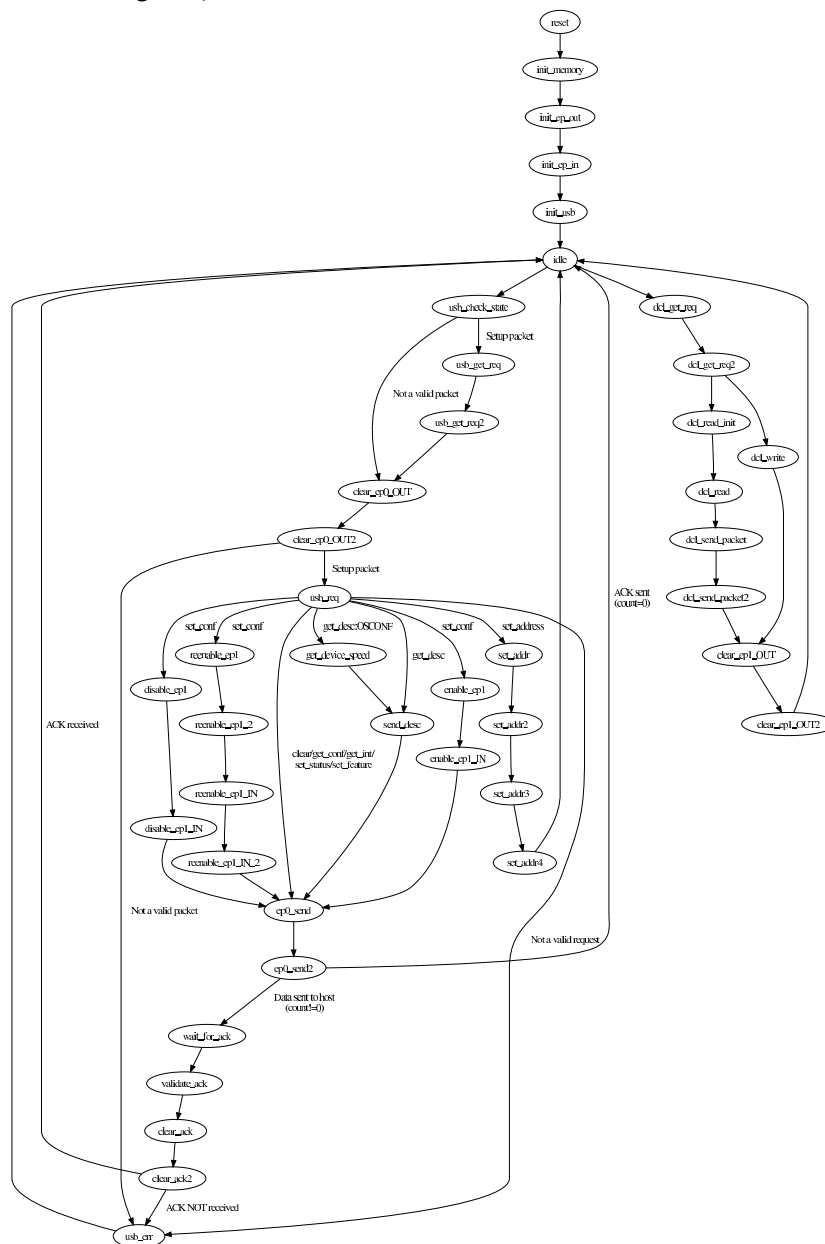 reset
init_memory
init_ep_out
init_ep_in
init_usb
idle
usb_check_state
dcl_get_req
Setup packet
usb_get_req
dcl_get_req2
Not a valid packet
usb_get_req2
dcl_read_init
dcl_write
clear_ep0_OUT
dcl_read
clear_ep0_OUT2
dcl_send_packet
Setup packet
usb_req
ACK sent
(count=0)
dcl_send_packet2
set_conf
set_conf
get_desc:OSCONF
set_conf
set_address
reenable_ep1
get_device_speed
get_desc
set_addr
clear_ep1_OUT
disable_ep1
enable_ep1
ACK received
reenable_ep1_2
send_desc
set_addr2
clear_ep1_OUT2
clear/get_conf/get_int/
set_status/set_feature
enable_ep1_IN
reenable_ep1_IN
set_addr3
disable_ep1_IN
reenable_ep1_IN_2
set_addr4
Not a valid packet
ep0_send
Not a valid request
ep0_send2
Data sent to host
(count!=0)
wait_for_ack
validate_ack
clear_ack
clear_ack2
ACK NOT received
usb_err